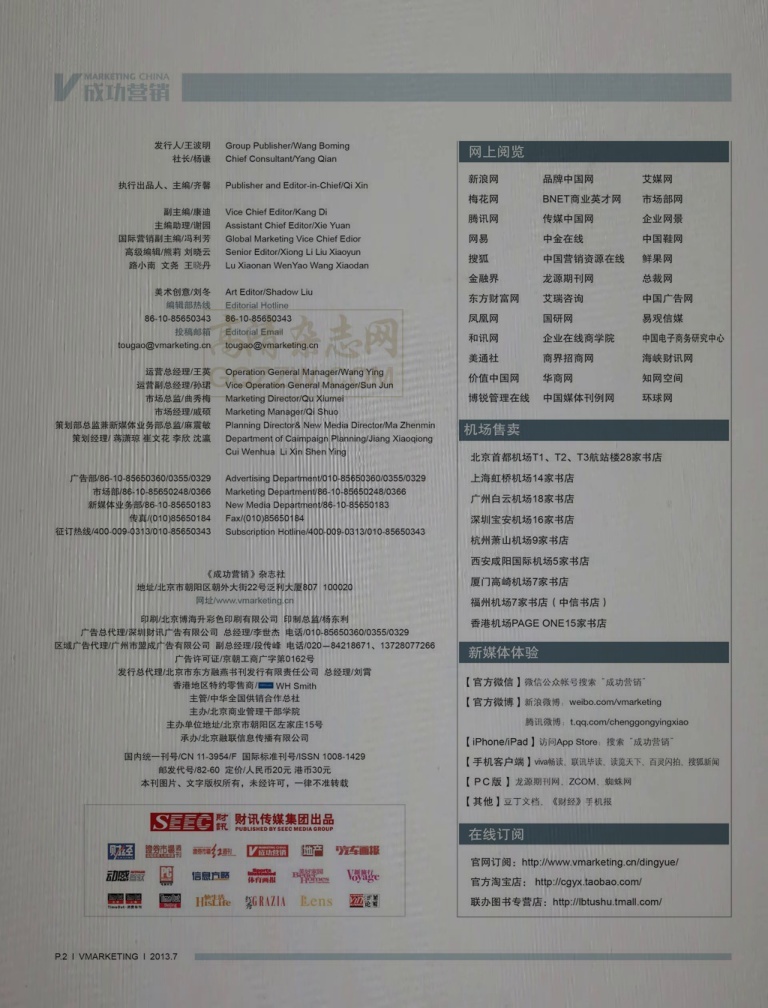 MARKETING CHINA
成功营销
发行人/王波明 Group Publisher/Wang Boming
社长/杨谦 Chief Consultant/Yang Qian
执行出品人、主编/齐馨 Publisher and Editor-in-Chief/Qi Xin
副主编/康迪 Vice Chief Editor/Kang Di
主编助理/谢园 Assistant Chief Editor/Xie Yuan
国际营销副主编/冯利芳 Global Marketing Vice Chief Edior
高级编辑/熊莉 刘晓云 Senior Editor/Xiong Li Liu Xiaoyun
路小南 文尧 王晓丹 Lu Xiaonan WenYao Wang Xiaodan
美术创意/刘冬 Art Editor/Shadow Liu
编辑部热线 Editorial Hotline
86-10-85650343 86-10-85650343
投稿邮箱 Editorial Email
tougao@vmarketing.cn tougao@vmarketing.cn
运营总经理/王英 Operation General Manager/Wang Ying
运营副总经理/孙珺 Vice Operation General Manager/Sun Jun
市场总监/曲秀梅 Marketing Director/Qu Xiumei
市场经理/戚硕 Marketing Manager/Qi Shuo
策划部总监兼新媒体业务部总监/麻震敏 Planning Director& New Media Director/Ma Zhenmin
策划经理/ 蒋潇琼 崔文花 李欣 沈瀛 Department of Caimpaign Planning/Jiang Xiaoqiong
Cui Wenhua Li Xin Shen Ying
广告部/86-10-85650360/0355/0329 Advertising Department/010-85650360/0355/0329
市场部/86-10-85650248/0366 Marketing Department/86-10-85650248/0366
新媒体业务部/86-10-85650183 New Media Department/86-10-85650183
传真/(010)85650184 Fax/(010)85650184
征订热线/400-009-0313/010-85650343 Subscription Hotline/400-009-0313/010-85650343
《成功营销》杂志社
地址/北京市朝阳区朝外大街22号泛利大厦807 100020
网址/www.vmarketing.cn
印刷/北京博海升彩色印刷有限公司 印制总监/杨东利
广告总代理/深圳财讯广告有限公司 总经理/李世杰 电话/010-85650360/0355/0329
区域广告代理/广州市盟成广告有限公司 副总经理/段传峰 电话/020—84218671、13728077266
广告许可证/京朝工商广字第0162号
发行总代理/北京市东方融燕书刊发行有限责任公司 总经理/刘霄
香港地区特约零售商/ WH Smith
主管/中华全国供销合作总社
主办/北京商业管理干部学院
主办单位地址/北京市朝阳区左家庄15号
承办/北京融联信息传播有限公司
国内统一刊号/CN 11-3954/F 国际标准刊号/ISSN 1008-1429
邮发代号/82-60 定价/人民币20元 港币30元
本刊图片、文字版权所有，未经许可，一律不准转载
SEEC 财讯 财讯传媒集团出品
PUBLISHED BY SEEC MEDIA GROUP
财经 证券市场周刊 成功营销 地产 汽车画报
动感 信息方略 体育画报 Better Homes Voyage
TimeOut HisLife GRAZIA Lens
网上阅览
新浪网 品牌中国网 艾媒网
梅花网 BNET商业英才网 市场部网
腾讯网 传媒中国网 企业网景
网易 中金在线 中国鞋网
搜狐 中国营销资源在线 鲜果网
金融界 龙源期刊网 总裁网
东方财富网 艾瑞咨询 中国广告网
凤凰网 国研网 易观信媒
和讯网 企业在线商学院 中国电子商务研究中心
美通社 商界招商网 海峡财讯网
价值中国网 华商网 知网空间
博锐管理在线 中国媒体刊例网 环球网
机场售卖
北京首都机场T1、T2、T3航站楼28家书店
上海虹桥机场14家书店
广州白云机场18家书店
深圳宝安机场16家书店
杭州萧山机场9家书店
西安咸阳国际机场5家书店
厦门高崎机场7家书店
福州机场7家书店（中信书店）
香港机场PAGE ONE15家书店
新媒体体验
【官方微信】微信公众帐号搜索“成功营销”
【官方微博】新浪微博：weibo.com/vmarketing
腾讯微博：t.qq.com/chenggongyingxiao
【iPhone/iPad】访问App Store：搜索“成功营销”
【手机客户端】viva畅读、联讯华读、读览天下、百灵闪拍、搜狐新闻
【PC版】龙源期刊网、ZCOM、蜘蛛网
【其他】豆丁文档、《财经》手机报
在线订阅
官网订阅：http://www.vmarketing.cn/dingyue/
官方淘宝店：http://cgyx.taobao.com/
联办图书专营店：http://lbtushu.tmall.com/
P.2 I VMARKETING I 2013.7